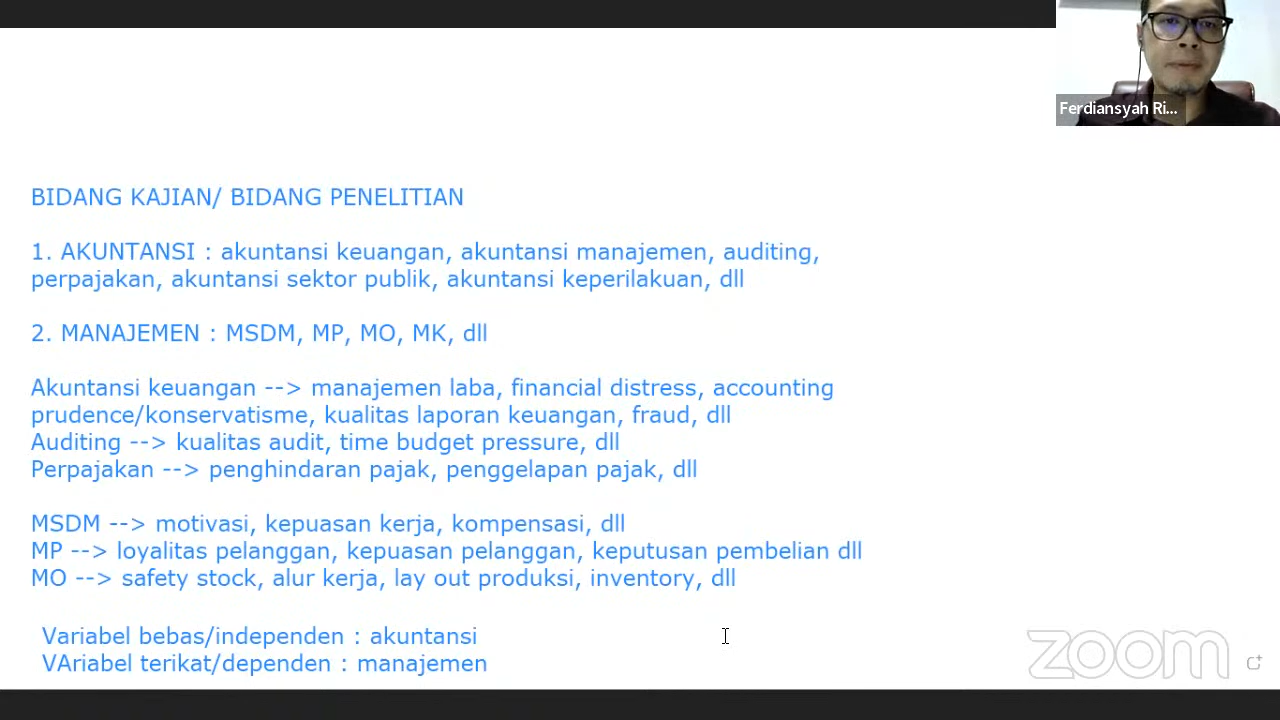 Ferdiansyah Ri...
BIDANG KAJIAN/ BIDANG PENELITIAN
1. AKUNTANSI : akuntansi keuangan, akuntansi manajemen, auditing,
perpajakan, akuntansi sektor publik, akuntansi keperilakuan, dll
2. MANAJEMEN : MSDM, MP, MO, MK, dll
Akuntansi keuangan --> manajemen laba, financial distress, accounting
prudence/konservatisme, kualitas laporan keuangan, fraud, dll
Auditing --> kualitas audit, time budget pressure, dll
Perpajakan --> penghindaran pajak, penggelapan pajak, dll
MSDM --> motivasi, kepuasan kerja, kompensasi, dll
MP --> loyalitas pelanggan, kepuasan pelanggan, keputusan pembelian dll
MO --> safety stock, alur kerja, lay out produksi, inventory, dll
Variabel bebas/independen : akuntansi
VAriabel terikat/dependen : manajemen
zoom